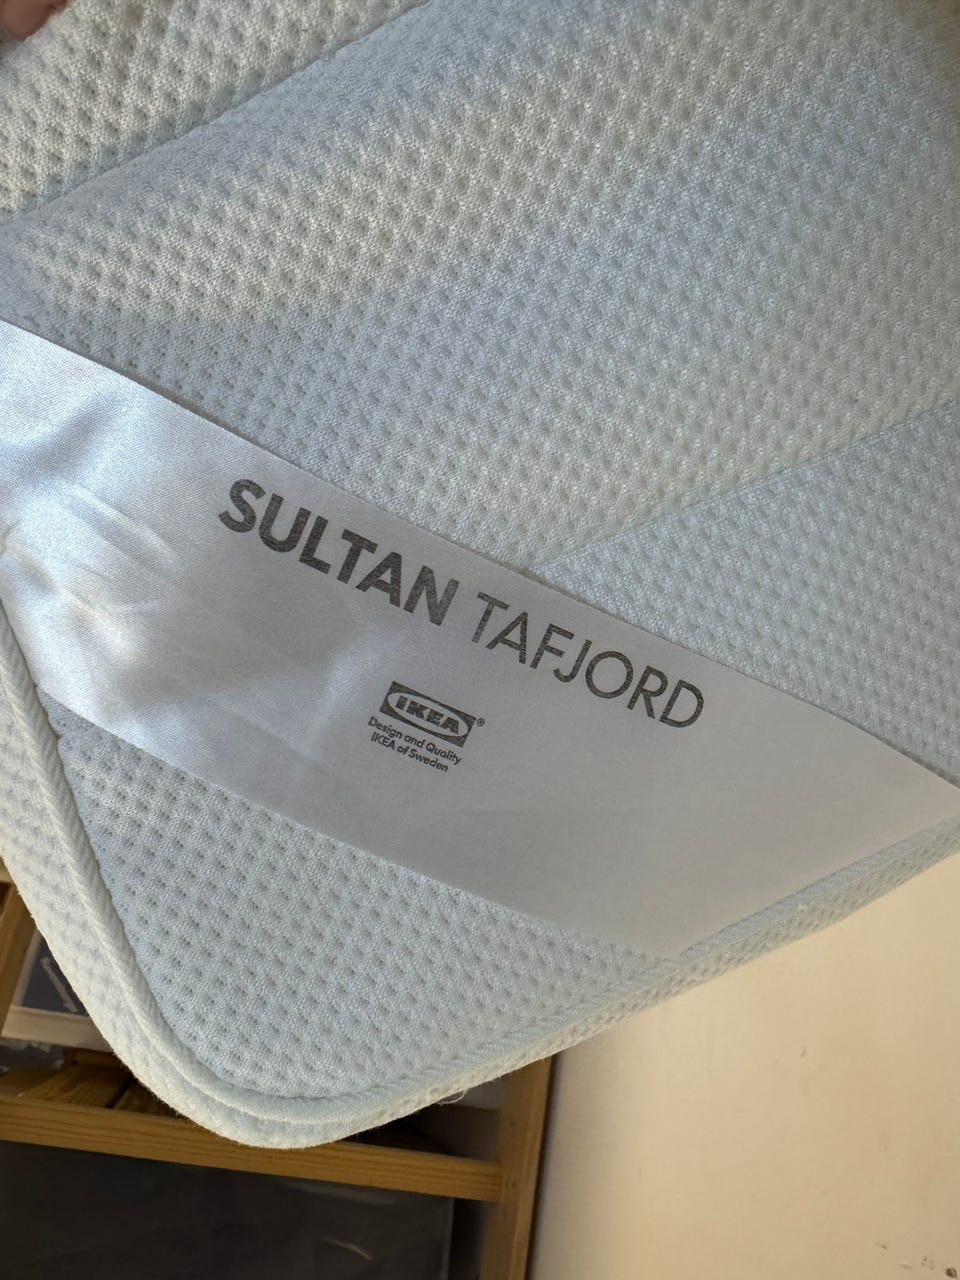 SULTAN TAFJORD
IKEA®
Design and Quality
IKEA of Sweden